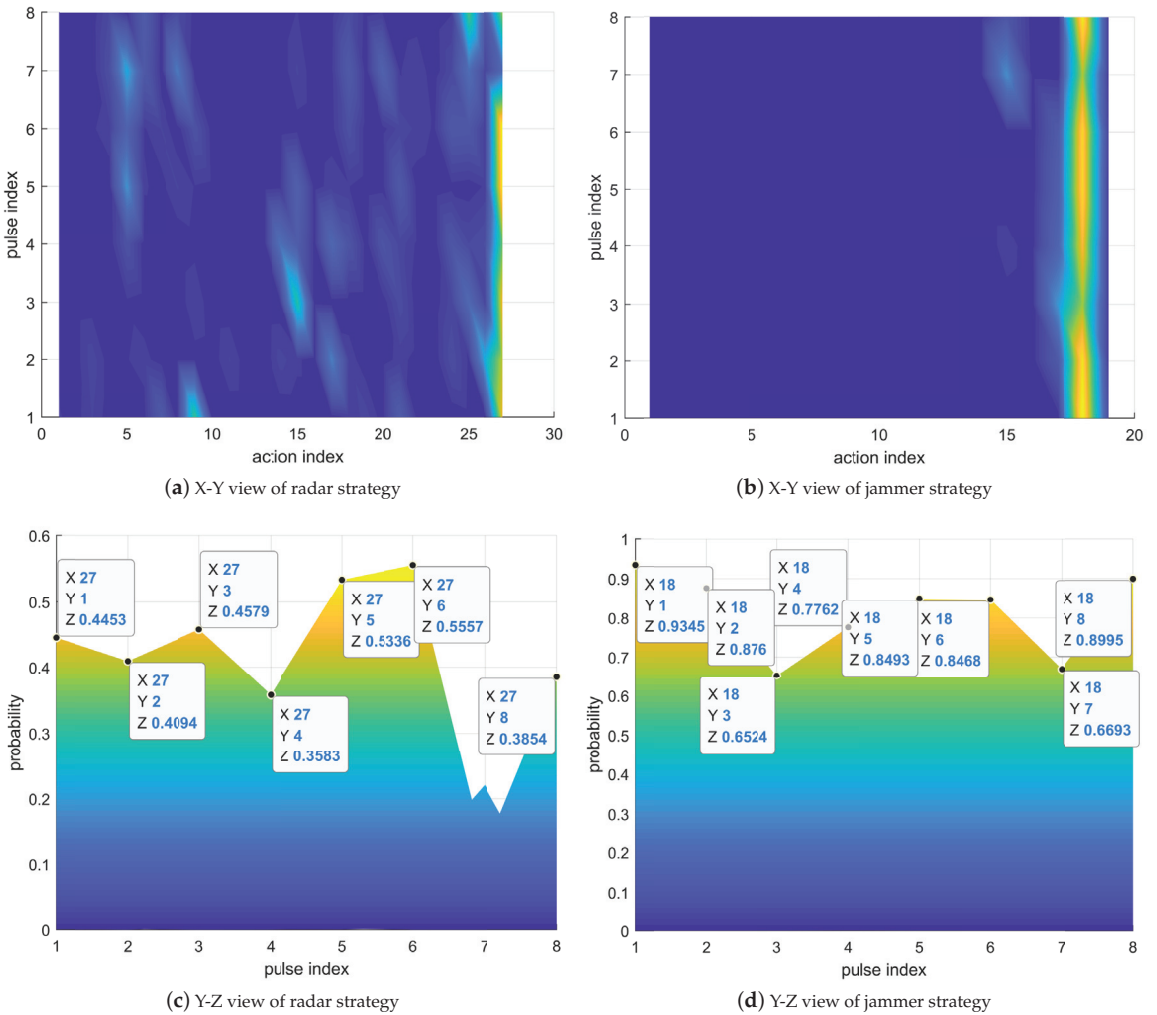 8
7
6
5
4
3
2
1
pulse index
0
5
10
15
20
25
30
action index
(a) X-Y view of radar strategy
8
7
6
5
4
3
2
1
pulse index
0
5
10
15
20
action index
(b) X-Y view of jammer strategy
0.6
0.5
0.4
0.3
0.2
0.1
0
probability
X 27
Y 1
Z 0.4453
X 27
Y 2
Z 0.4094
X 27
Y 3
Z 0.4579
X 27
Y 4
Z 0.3583
X 27
Y 5
Z 0.5336
X 27
Y 6
Z 0.5557
X 27
Y 8
Z 0.3854
1
2
3
4
5
6
7
8
pulse index
(c) Y-Z view of radar strategy
1
0.9
0.8
0.7
0.6
0.5
0.4
0.3
0.2
0.1
0
probability
X 18
Y 1
Z 0.9345
X 18
Y 2
Z 0.876
X 18
Y 3
Z 0.6524
X 18
Y 4
Z 0.7762
X 18
Y 5
Z 0.8493
X 18
Y 6
Z 0.8468
X 18
Y 7
Z 0.6693
X 18
Y 8
Z 0.8995
1
2
3
4
5
6
7
8
pulse index
(d) Y-Z view of jammer strategy